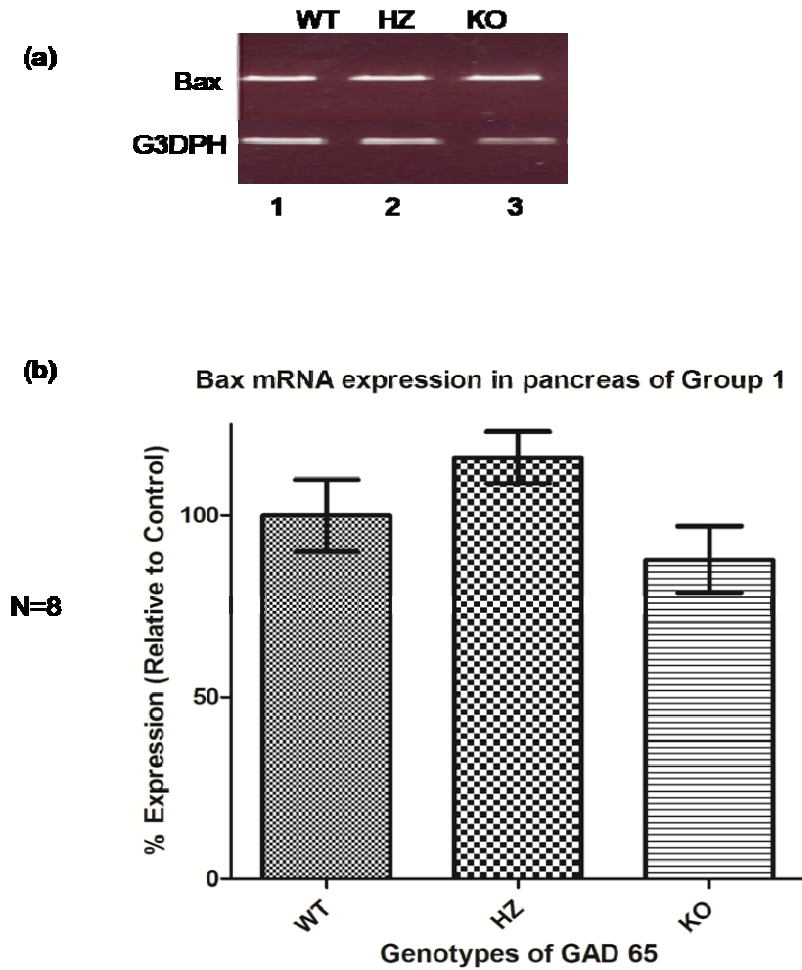 WT HZ KO
(a)
Bax
G3DPH
1 2 3
(b)
Bax mRNA expression in pancreas of Group 1
% Expression (Relative to Control)
100
N=8
50
0
WT HZ KO
Genotypes of GAD 65